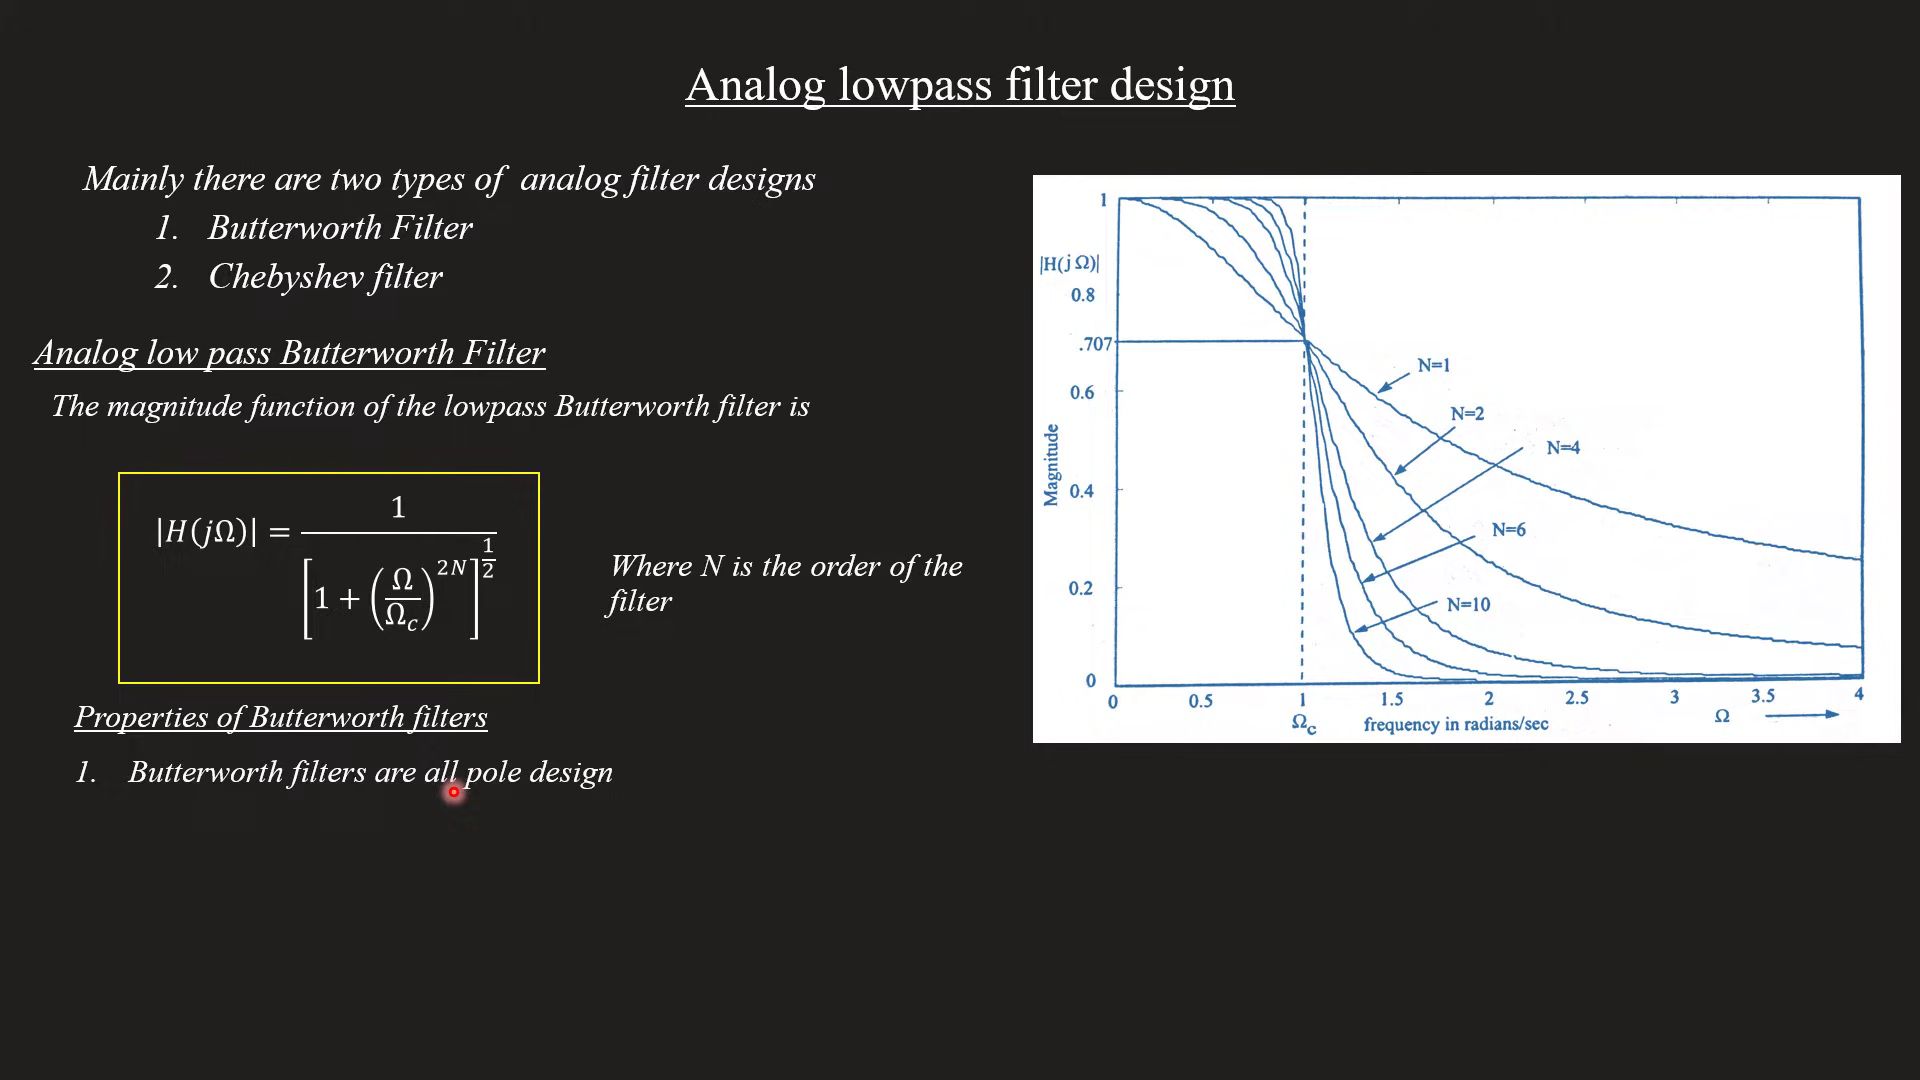 Analog lowpass filter design
Mainly there are two types of analog filter designs
1. Butterworth Filter
2. Chebyshev filter
Analog low pass Butterworth Filter
The magnitude function of the lowpass Butterworth filter is
|H(jΩ)| = 1 / [1 + (Ω/Ωc)^2N]^1/2
Where N is the order of the
filter
Properties of Butterworth filters
1. Butterworth filters are all pole design
1
|H(jΩ)|
0.8
.707
0.6
Magnitude
0.4
0.2
0
N=1
N=2
N=4
N=6
N=10
0 0.5 1 1.5 2 2.5 3 3.5 4
Ωc frequency in radians/sec Ω